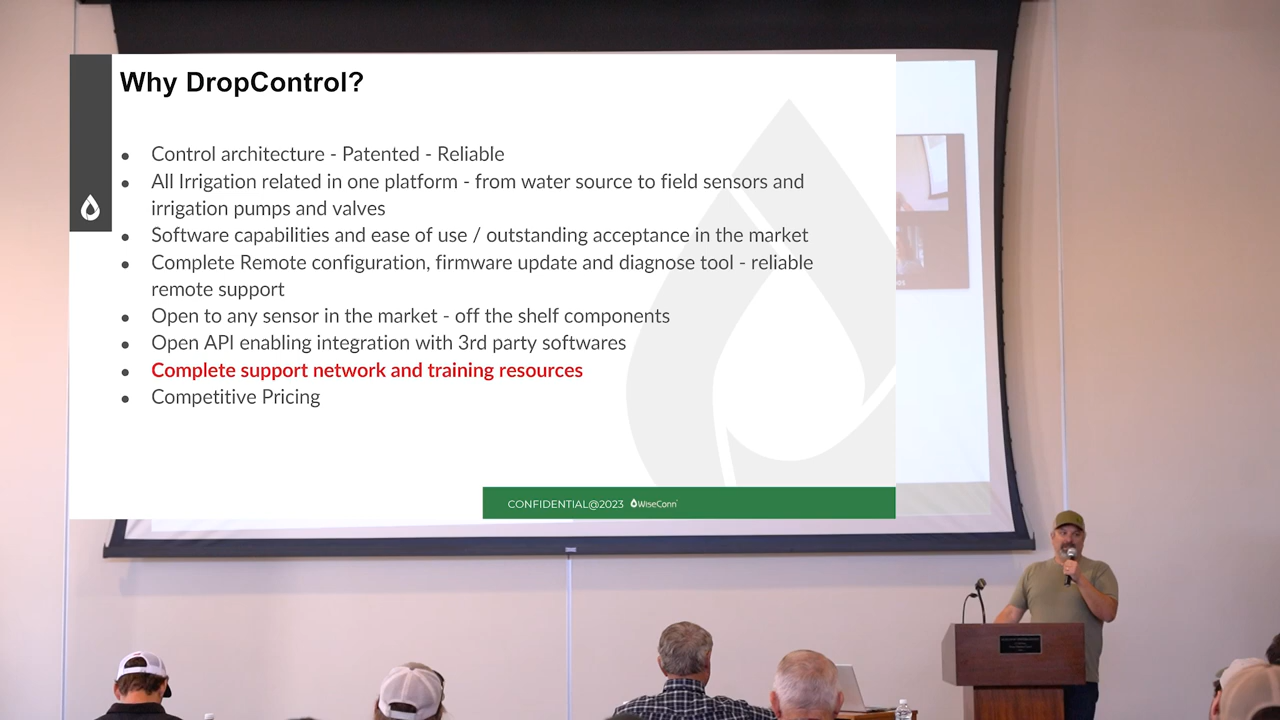 Why DropControl?
● Control architecture - Patented - Reliable
● All Irrigation related in one platform - from water source to field sensors and
irrigation pumps and valves
● Software capabilities and ease of use / outstanding acceptance in the market
● Complete Remote configuration, firmware update and diagnose tool - reliable
remote support
● Open to any sensor in the market - off the shelf components
● Open API enabling integration with 3rd party softwares
● Complete support network and training resources
● Competitive Pricing
CONFIDENTIAL@2023 WiseConn